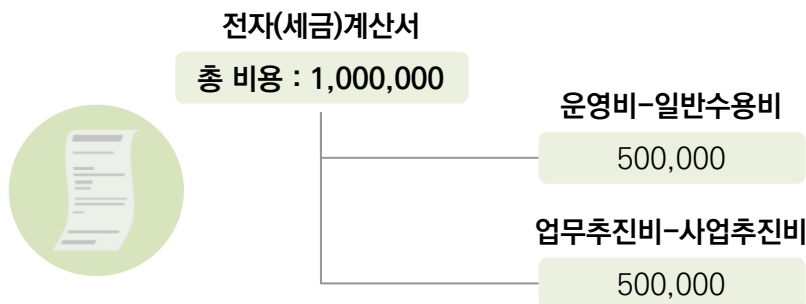 전자(세금)계산서
총 비용 : 1,000,000
운영비-일반수용비
500,000
업무추진비-사업추진비
500,000